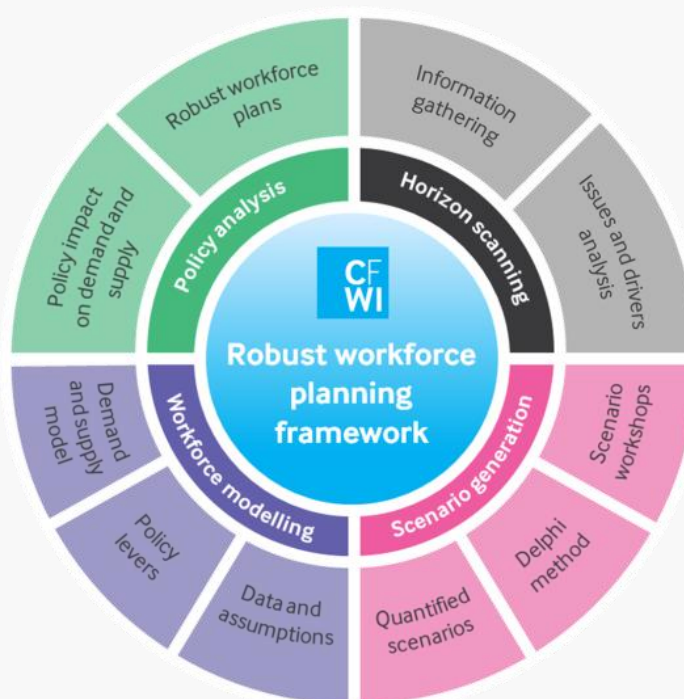 CF
WI
Robust workforce
planning
framework
Horizon scanning
Information
gathering
Issues and drivers
analysis
Scenario generation
Scenario
workshops
Delphi
method
Quantified
scenarios
Workforce modelling
Data and
assumptions
Policy
levers
Demand
and supply
model
Policy analysis
Policy impact
on demand and
supply
Robust workforce
plans